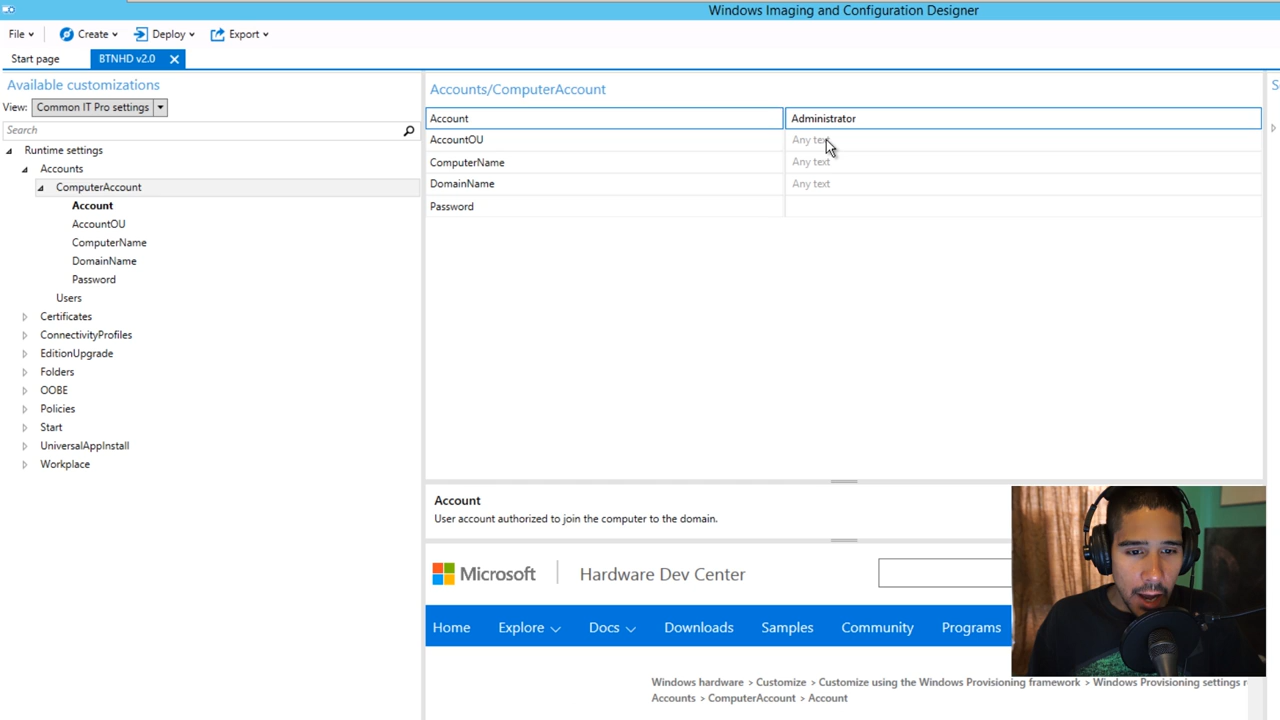 Windows Imaging and Configuration Designer
File Create Deploy Export
Start page BTNHD v2.0
Available customizations
View: Common IT Pro settings
Search
Runtime settings
Accounts
ComputerAccount
Account
AccountOU
ComputerName
DomainName
Password
Users
Certificates
ConnectivityProfiles
EditionUpgrade
Folders
OOBE
Policies
Start
UniversalAppInstall
Workplace
Accounts/ComputerAccount
Account Administrator
AccountOU Any text
ComputerName Any text
DomainName Any text
Password
Account
User account authorized to join the computer to the domain.
Microsoft Hardware Dev Center
Home Explore Docs Downloads Samples Community Programs
Windows hardware > Customize > Customize using the Windows Provisioning framework > Windows Provisioning settings
Accounts > ComputerAccount > Account